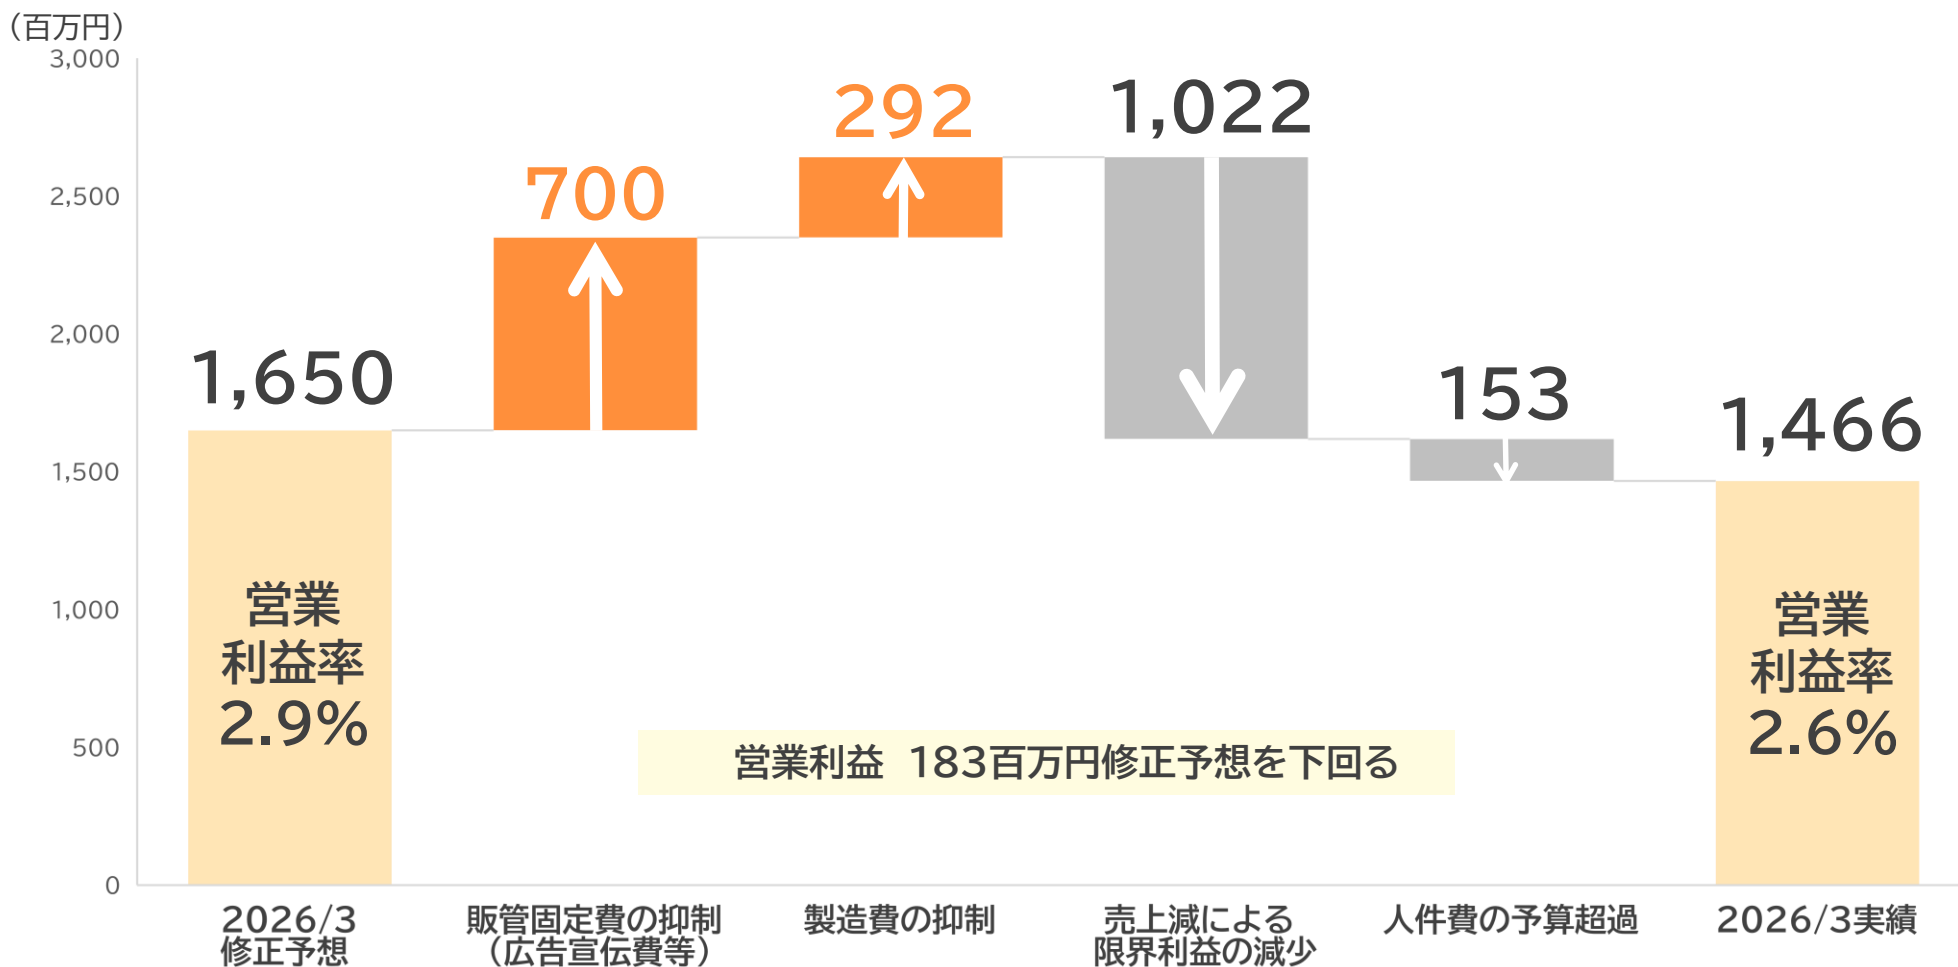 （百万円）
3,000
2,500
2,000
1,500
1,000
500
0
1,650
700
292
1,022
153
1,466
営業
利益率
2.9%
営業
利益率
2.6%
営業利益 183百万円修正予想を下回る
2026/3
修正予想
販管固定費の抑制
（広告宣伝費等）
製造費の抑制
売上減による
限界利益の減少
人件費の予算超過
2026/3実績